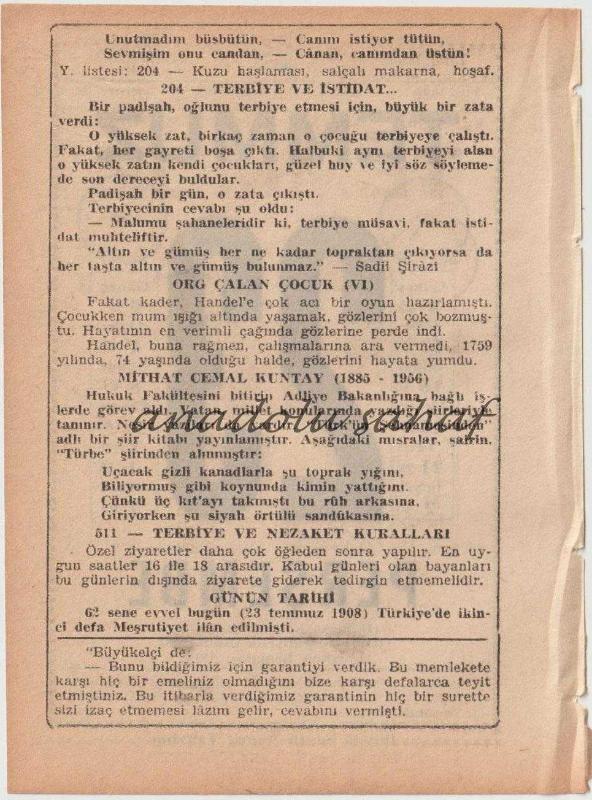 Unutmadım büsbütün, — Canım istiyor tütün,
Sevmişim onu candan, — Cânan, canımdan üstün!
Y. listesi: 204 — Kuzu haşlaması, salçalı makarna, hoşaf.
204 — TERBİYE VE İSTİDAT...
Bir padişah, oğlunu terbiye etmesi için, büyük bir zata
verdi:
O yüksek zat, birkaç zaman o çocuğu terbiyeye çalıştı.
Fakat, her gayreti boşa çıktı. Halbuki aynı terbiyeyi alan
o yüksek zatın kendi çocukları, güzel huy ve iyi söz söyleme-
de son dereceyi buldular.
Padişah bir gün, o zata çıkıştı.
Terbiyecinin cevabı şu oldu:
— Malumu şahaneleridir ki, terbiye müsavi, fakat isti-
dat muhteliftir.
"Altın ve gümüş her ne kadar topraktan çıkıyorsa da
her taşta altın ve gümüş bulunmaz." — Sadii Şirâzi
ORG ÇALAN ÇOCUK (VI)
Fakat kader, Handel'e çok acı bir oyun hazırlamıştı.
Çocukken mum ışığı altında yaşamak, gözlerini çok bozmuş-
tu. Hayatının en verimli çağında gözlerine perde indi.
Handel, buna rağmen, çalışmalarına ara vermedi, 1759
yılında, 74 yaşında olduğu halde, gözlerini hayata yumdu.
MİTHAT CEMAL KUNTAY (1885 - 1956)
Hukuk Fakültesini bitirip Adliye Bakanlığına bağlı iş-
lerde görev aldı. Vatan, millet konularında yazdığı şiirleriyle
tanınır.
adlı bir şiir kitabı yayınlamıştır. Aşağıdaki mısralar, şairin,
"Türbe" şiirinden alınmıştır:
anadolu sahaf
Uçacak gizli kanadlarla şu toprak yığını,
Biliyormuş gibi koynunda kimin yattığını.
Çünkü üç kıt'ayı takmıştı bu rûh arkasına,
Giriyorken şu siyah örtülü sandûkasına.
511 — TERBİYE VE NEZAKET KURALLARI
Özel ziyaretler daha çok öğleden sonra yapılır. En uy-
gun saatler 16 ile 18 arasıdır. Kabul günleri olan bayanları
bu günlerin dışında ziyarete giderek tedirgin etmemelidir.
GÜNÜN TARİHİ
62 sene evvel bugün (23 temmuz 1908) Türkiye'de ikin-
ci defa Meşrutiyet ilân edilmişti.
"Büyükelçi de:
— Bunu bildiğimiz için garantiyi verdik. Bu memlekete
karşı hiç bir emeliniz olmadığını bize karşı defalarca teyit
etmiştiniz. Bu itibarla verdiğimiz garantinin hiç bir surette
sizi izaç etmemesi lâzım gelir, cevabını vermişti.